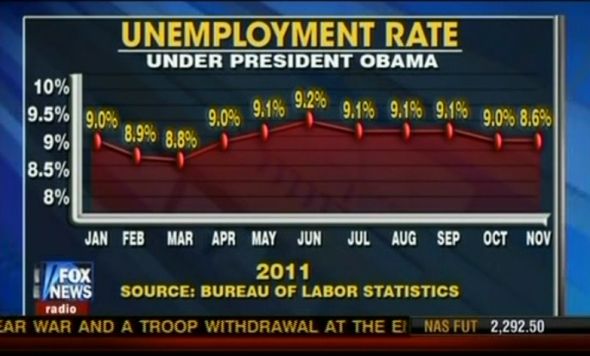 UNEMPLOYMENT RATE
UNDER PRESIDENT OBAMA
10%
9.5%
9%
8.5%
8%
9.0% 8.9% 8.8% 9.0% 9.1% 9.2% 9.1% 9.1% 9.1% 9.0% 8.6%
JAN FEB MAR APR MAY JUN JUL AUG SEP OCT NOV
2011
SOURCE: BUREAU OF LABOR STATISTICS
FOX
NEWS
radio
EAR WAR AND A TROOP WITHDRAWAL AT THE NAS FUT 2,292.50